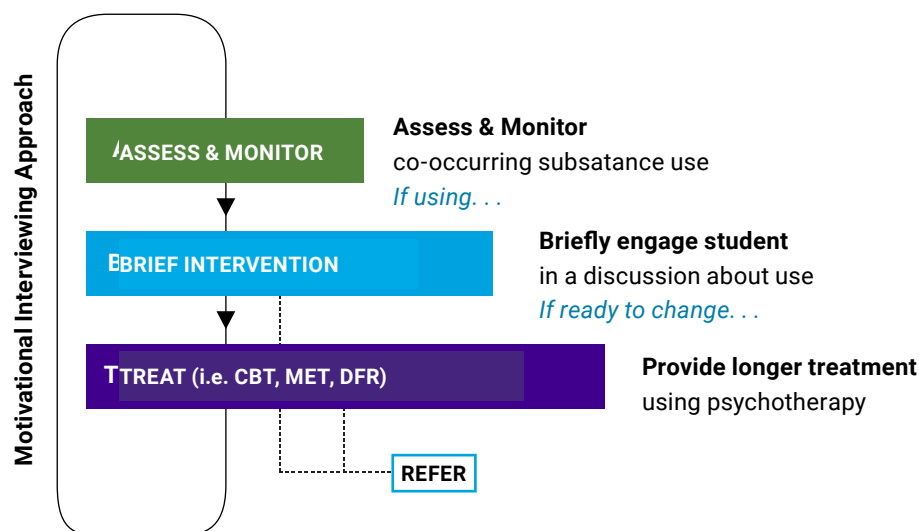 Motivational Interviewing Approach
ASSESS & MONITOR
Assess & Monitor
co-occurring subsatance use
If using. . .
BRIEF INTERVENTION
Briefly engage student
in a discussion about use
If ready to change. . .
TREAT (i.e. CBT, MET, DFR)
Provide longer treatment
using psychotherapy
REFER